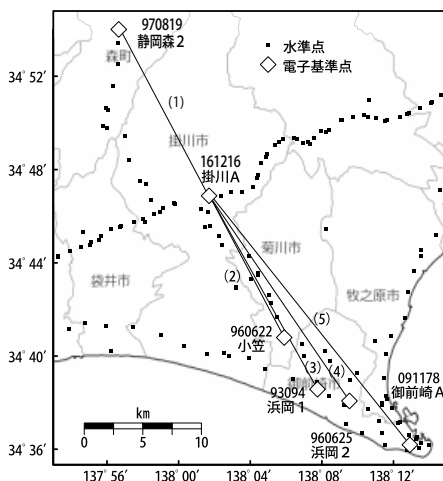 970819
静岡森２
水準点
電子基準点
森町
34°52′
(1)
掛川市
161216
掛川A
34°48′
菊川市
34°44′
(2)
袋井市
牧之原市
(5)
960622
小笠
34°40′
(3)
(4)
御前崎市
93094
浜岡１
091178
御前崎A
km
960625
浜岡２
34°36′
0 5 10
137°56′ 138°00′ 138°04′ 138°08′ 138°12′